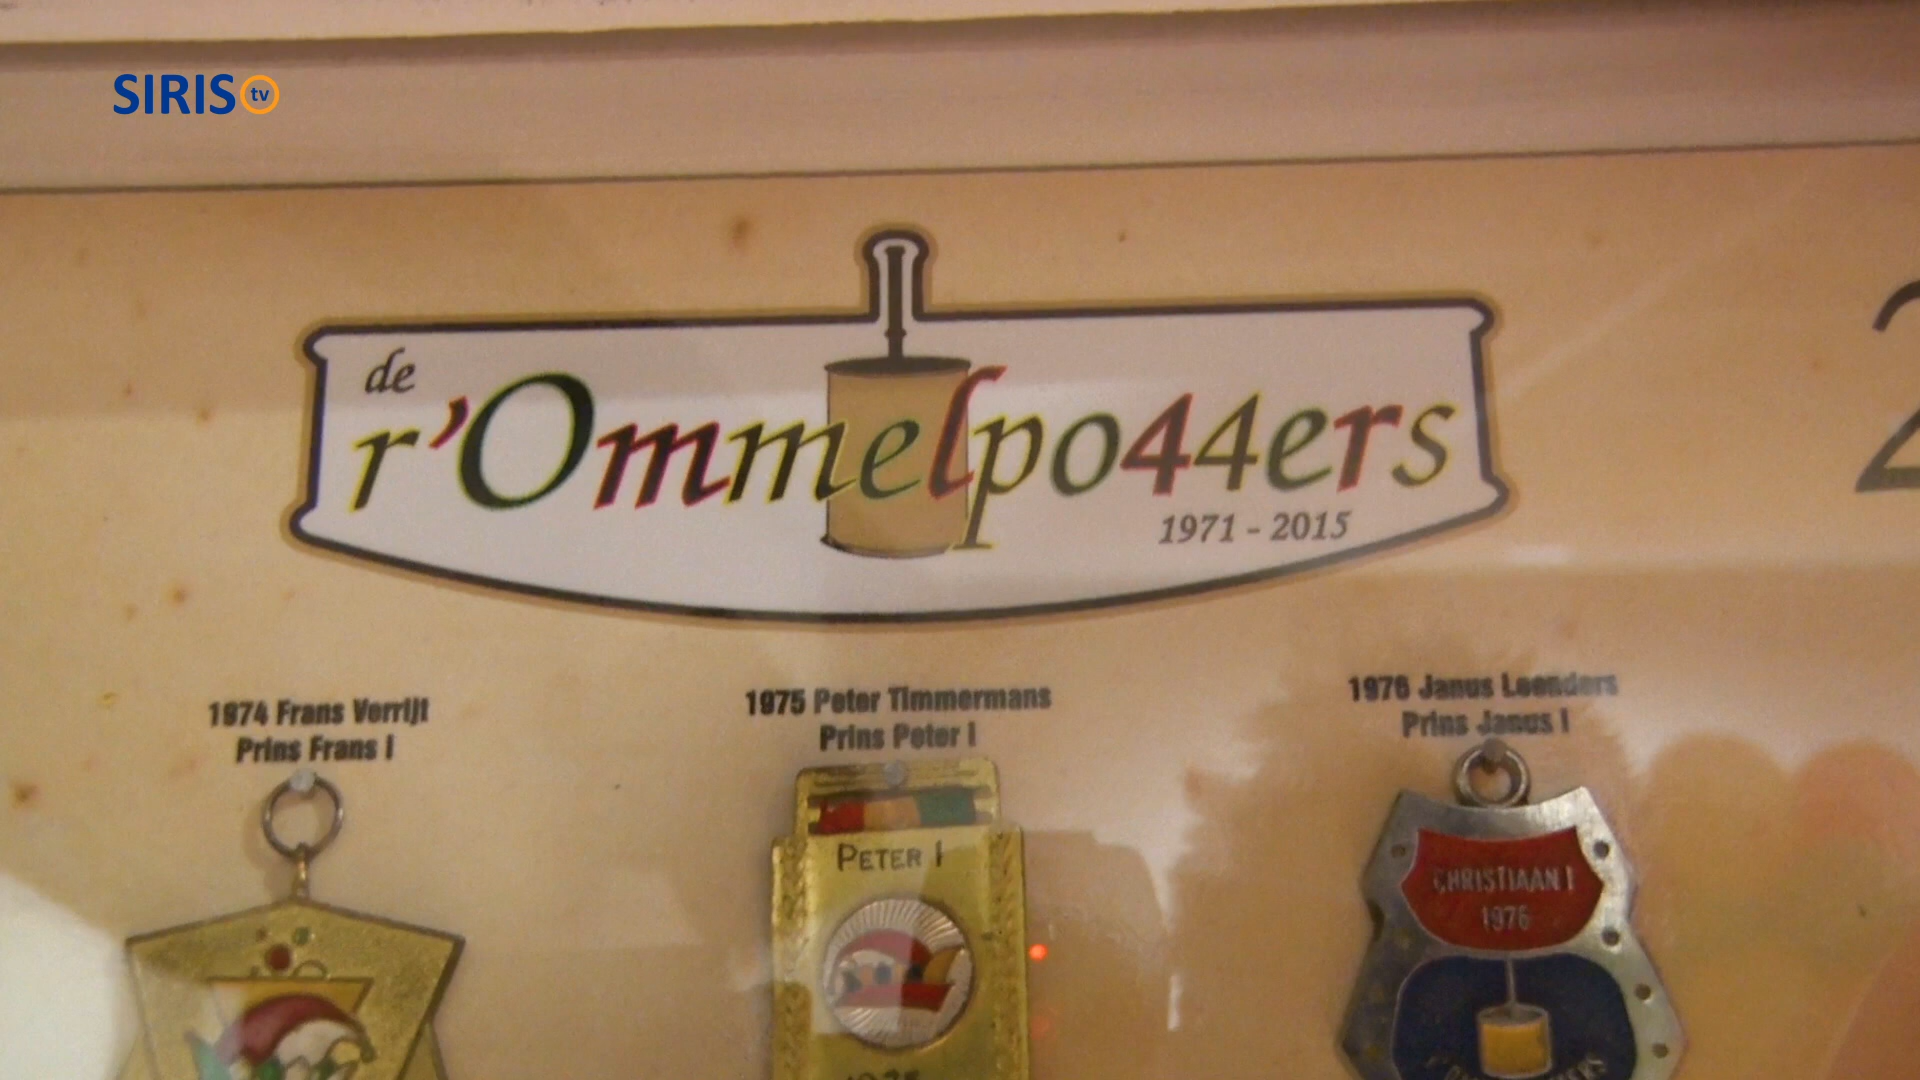 SIRIS tv
de
r'Ommelpo44ers
1971 - 2015
1974 Frans Verrijt
Prins Frans I
1975 Peter Timmermans
Prins Peter I
1976 Janus Leenders
Prins Janus I
PETER I
CHRISTIAAN I
1976
2